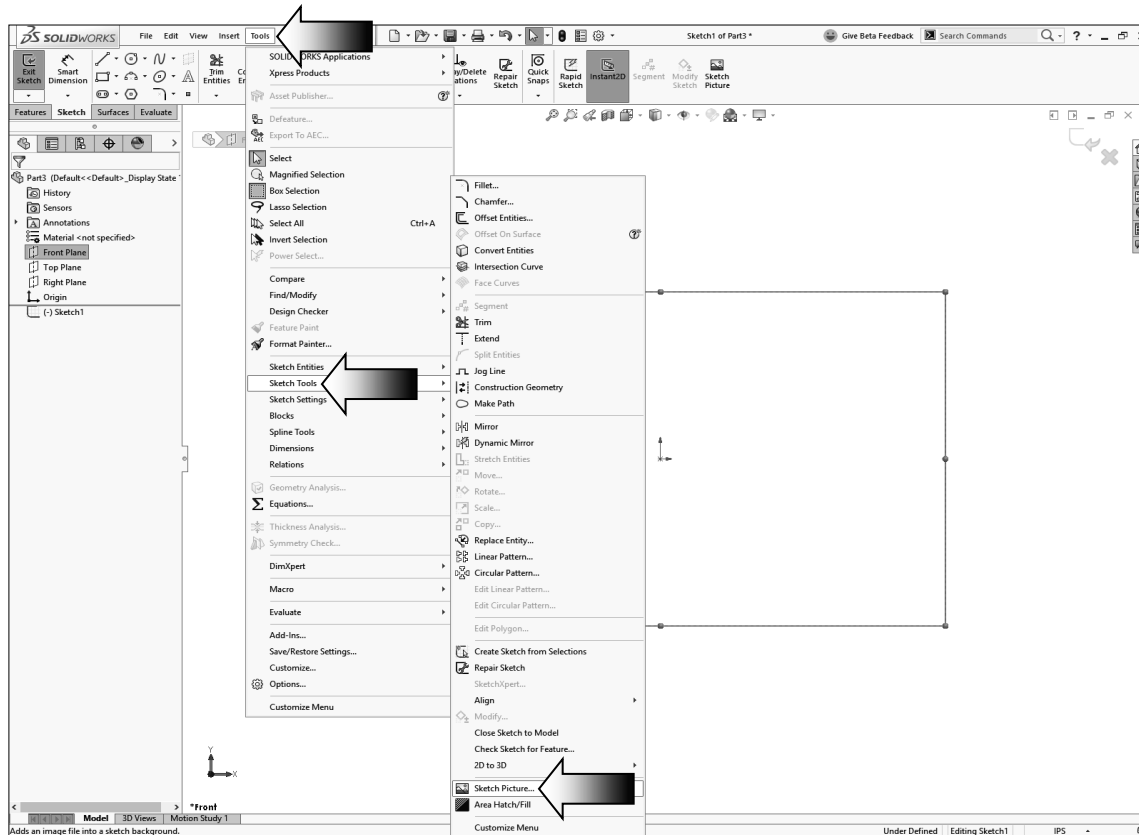 SOLIDWORKS File Edit View Insert Tools Sketch1 of Part3 * Give Beta Feedback Search Commands ?
Exit Sketch
Smart Dimension
Trim Entities
Repair Sketch
Quick Snaps
Rapid Sketch
Instant2D
Segment
Modify Sketch
Sketch Picture
Features Sketch Surfaces Evaluate
Part3 (Default<<Default>_Display State
History
Sensors
Annotations
Material <not specified>
Front Plane
Top Plane
Right Plane
Origin
(-) Sketch1
Xpress Products
Asset Publisher...
Defeature...
Export To AEC...
Select
Magnified Selection
Box Selection
Lasso Selection
Select All Ctrl+A
Invert Selection
Power Select...
Compare
Find/Modify
Design Checker
Feature Paint
Format Painter...
Sketch Entities
Sketch Tools
Sketch Settings
Blocks
Spline Tools
Dimensions
Relations
Geometry Analysis...
Equations...
Thickness Analysis...
Symmetry Check...
DimXpert
Macro
Evaluate
Add-Ins...
Save/Restore Settings...
Customize...
Options...
Customize Menu
Fillet...
Chamfer...
Offset Entities...
Offset On Surface
Convert Entities
Intersection Curve
Face Curves
Segment
Trim
Extend
Split Entities
Jog Line
Construction Geometry
Make Path
Mirror
Dynamic Mirror
Stretch Entities
Move...
Rotate...
Scale...
Copy...
Replace Entity...
Linear Pattern...
Circular Pattern...
Edit Linear Pattern...
Edit Circular Pattern...
Edit Polygon...
Create Sketch from Selections
Repair Sketch
SketchXpert...
Align
Modify...
Close Sketch to Model
Check Sketch for Feature...
2D to 3D
Sketch Picture...
Area Hatch/Fill
Customize Menu
Y
X
*Front
Model 3D Views Motion Study 1
Adds an image file into a sketch background. Under Defined Editing Sketch1 IPS